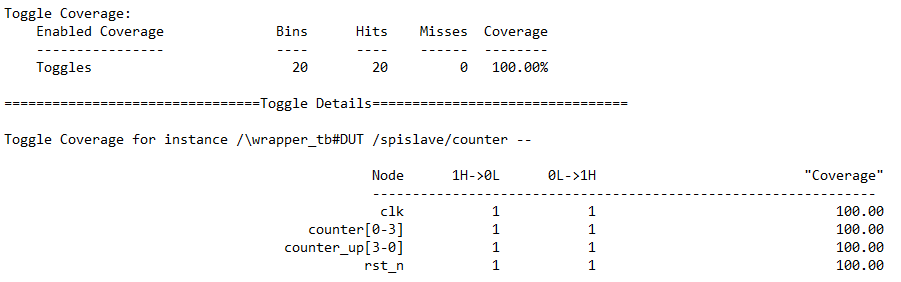 Toggle Coverage:
    Enabled Coverage              Bins      Hits    Misses  Coverage
    ----------------              ----      ----    ------  --------
    Toggles                         20        20         0   100.00%
================================Toggle Details================================
Toggle Coverage for instance /\wrapper_tb#DUT /spislave/counter --
                                              Node      1H->0L      0L->1H                          "Coverage"
                                              ---------------------------------------------------------------
                                               clk           1           1                              100.00
                                      counter[0-3]           1           1                              100.00
                                   counter_up[3-0]           1           1                              100.00
                                             rst_n           1           1                              100.00